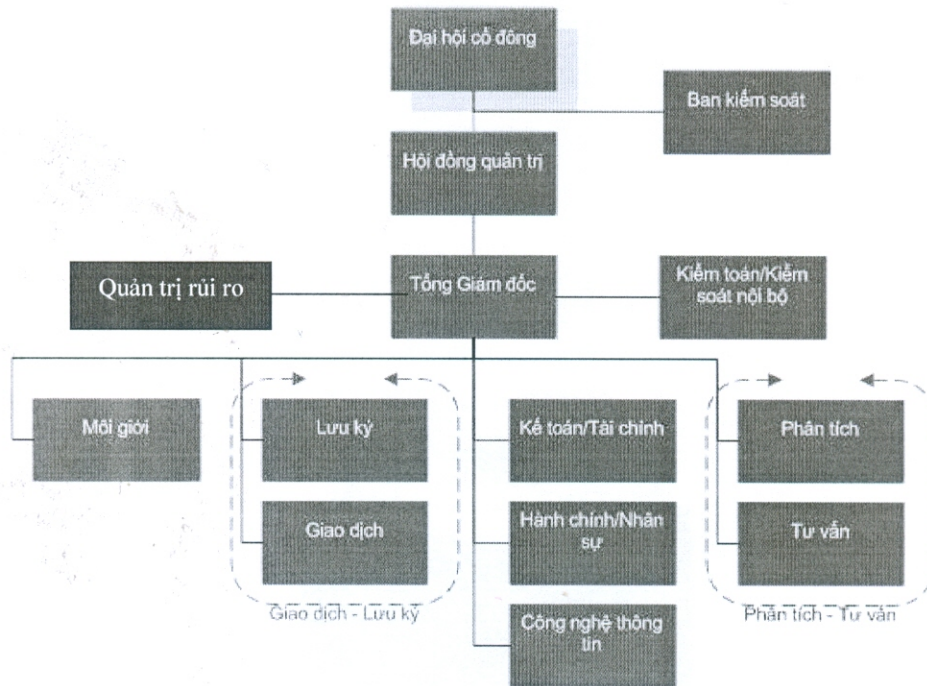 Đại hội cổ đông
Ban kiểm soát
Hội đồng quản trị
Quản trị rủi ro
Tổng Giám đốc
Kiểm toán/Kiểm
soát nội bộ
Môi giới
Lưu ký
Kế toán/Tài chính
Phân tích
Giao dịch
Hành chính/Nhân
sự
Tư vấn
Giao dịch - Lưu ký
Công nghệ thông
tin
Phân tích - Tư vấn